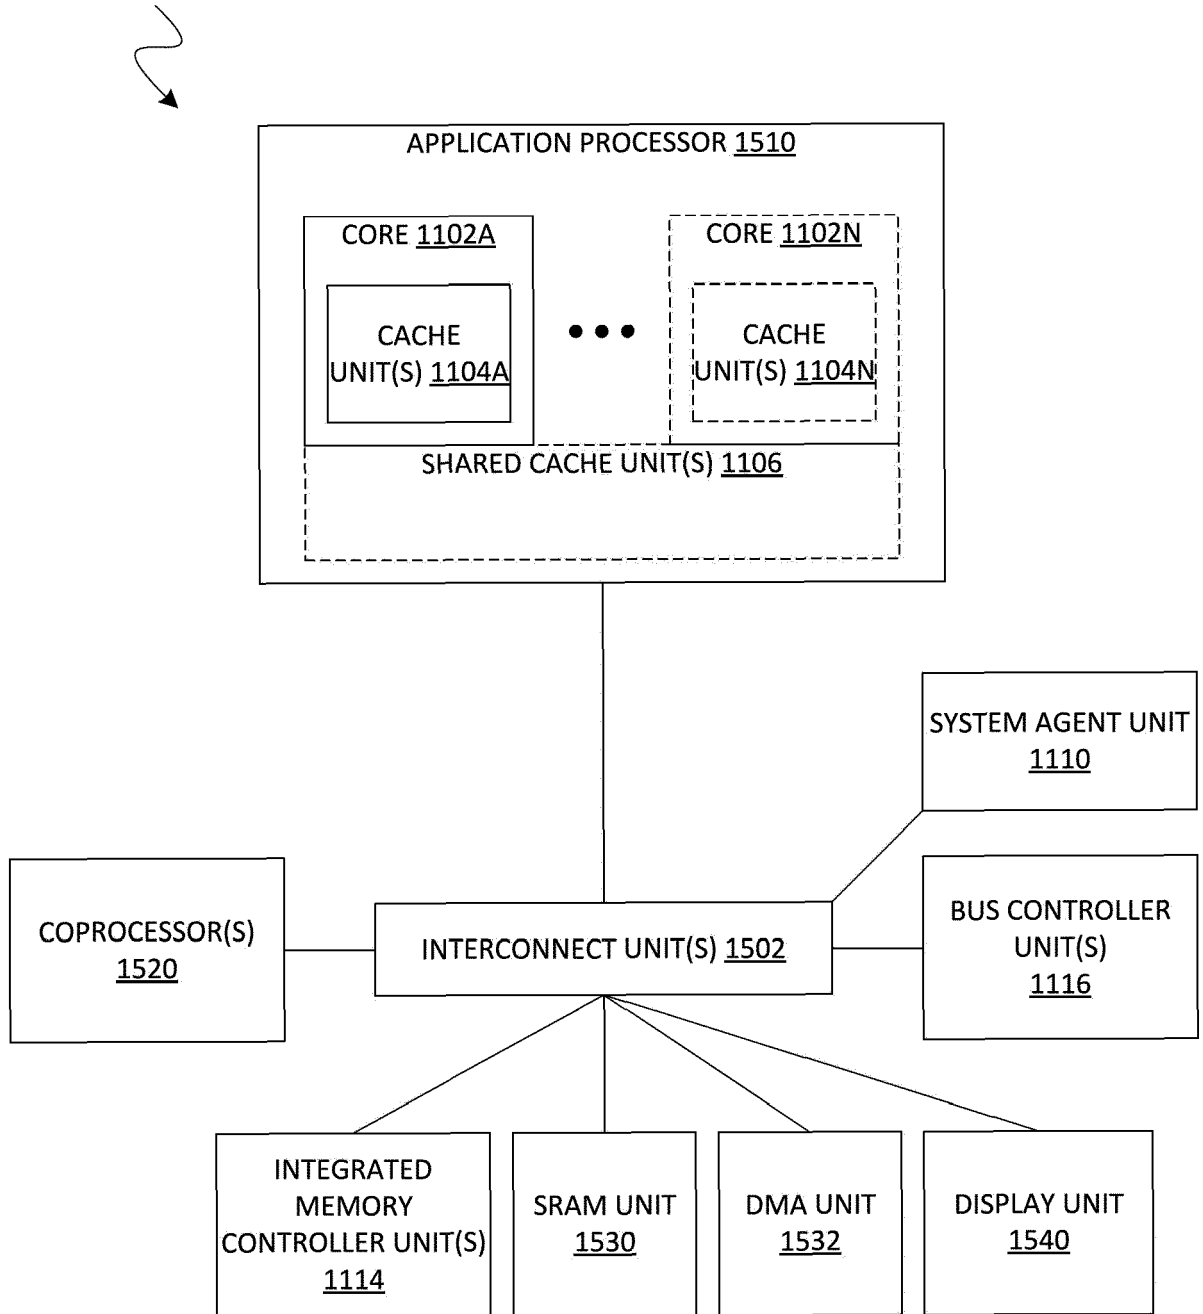 APPLICATION PROCESSOR 1510
CORE 1102A
CORE 1102N
CACHE
UNIT(S) 1104A
CACHE
UNIT(S) 1104N
SHARED CACHE UNIT(S) 1106
SYSTEM AGENT UNIT
1110
COPROCESSOR(S)
1520
INTERCONNECT UNIT(S) 1502
BUS CONTROLLER
UNIT(S)
1116
INTEGRATED
MEMORY
CONTROLLER UNIT(S)
1114
SRAM UNIT
1530
DMA UNIT
1532
DISPLAY UNIT
1540